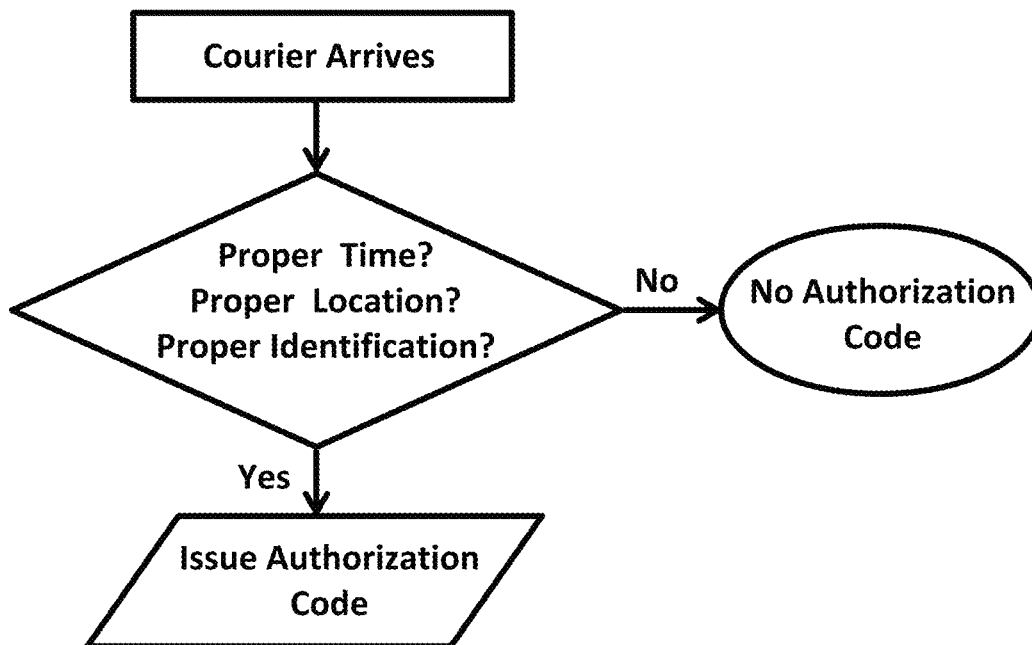 Courier Arrives
Proper Time?
Proper Location?
Proper Identification?
No
No Authorization
Code
Yes
Issue Authorization
Code